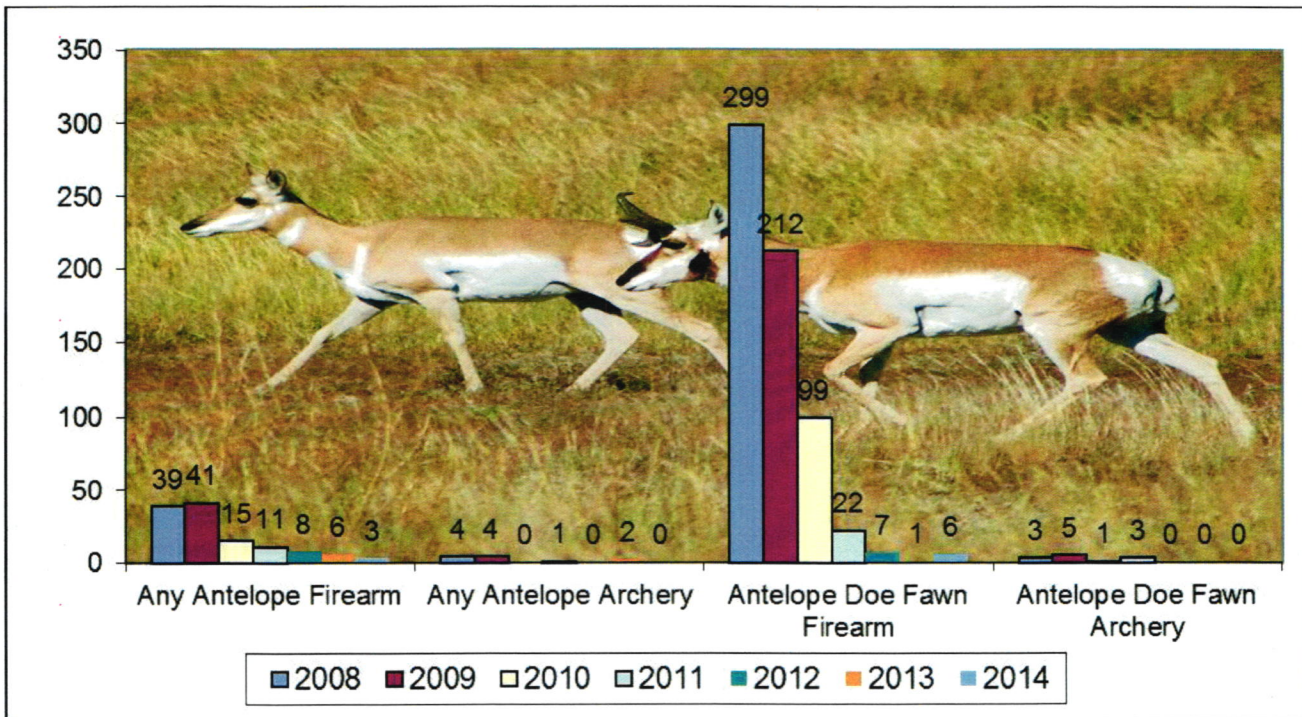 350
300
250
200
150
100
50
0
39 41 15 11 8 6 3
4 4 0 1 0 2 0
299 212 99 22 7 1 6
3 5 1 3 0 0 0
Any Antelope Firearm
Any Antelope Archery
Antelope Doe Fawn
Firearm
Antelope Doe Fawn
Archery
2008 2009 2010 2011 2012 2013 2014